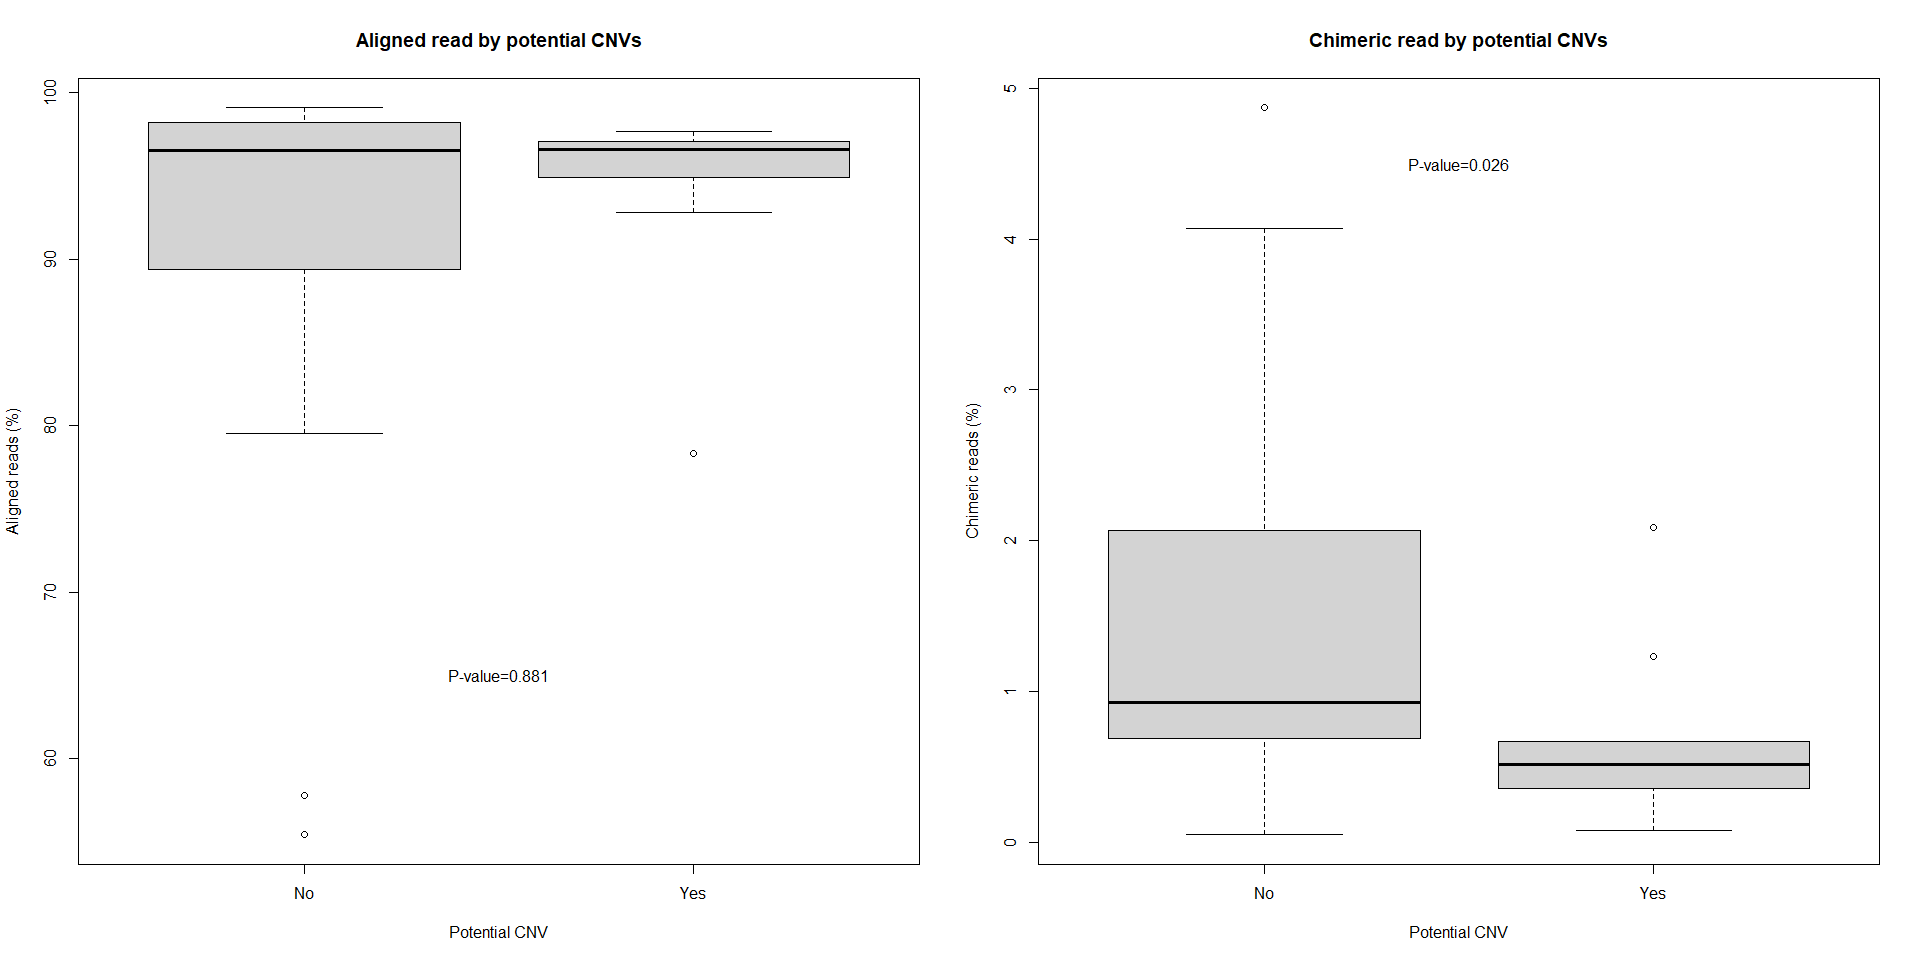 Aligned read by potential CNVs
Aligned reads (%)
100
90
80
70
60
P-value=0.881
No
Yes
Potential CNV
Chimeric read by potential CNVs
Chimeric reads (%)
5
4
3
2
1
0
P-value=0.026
No
Yes
Potential CNV